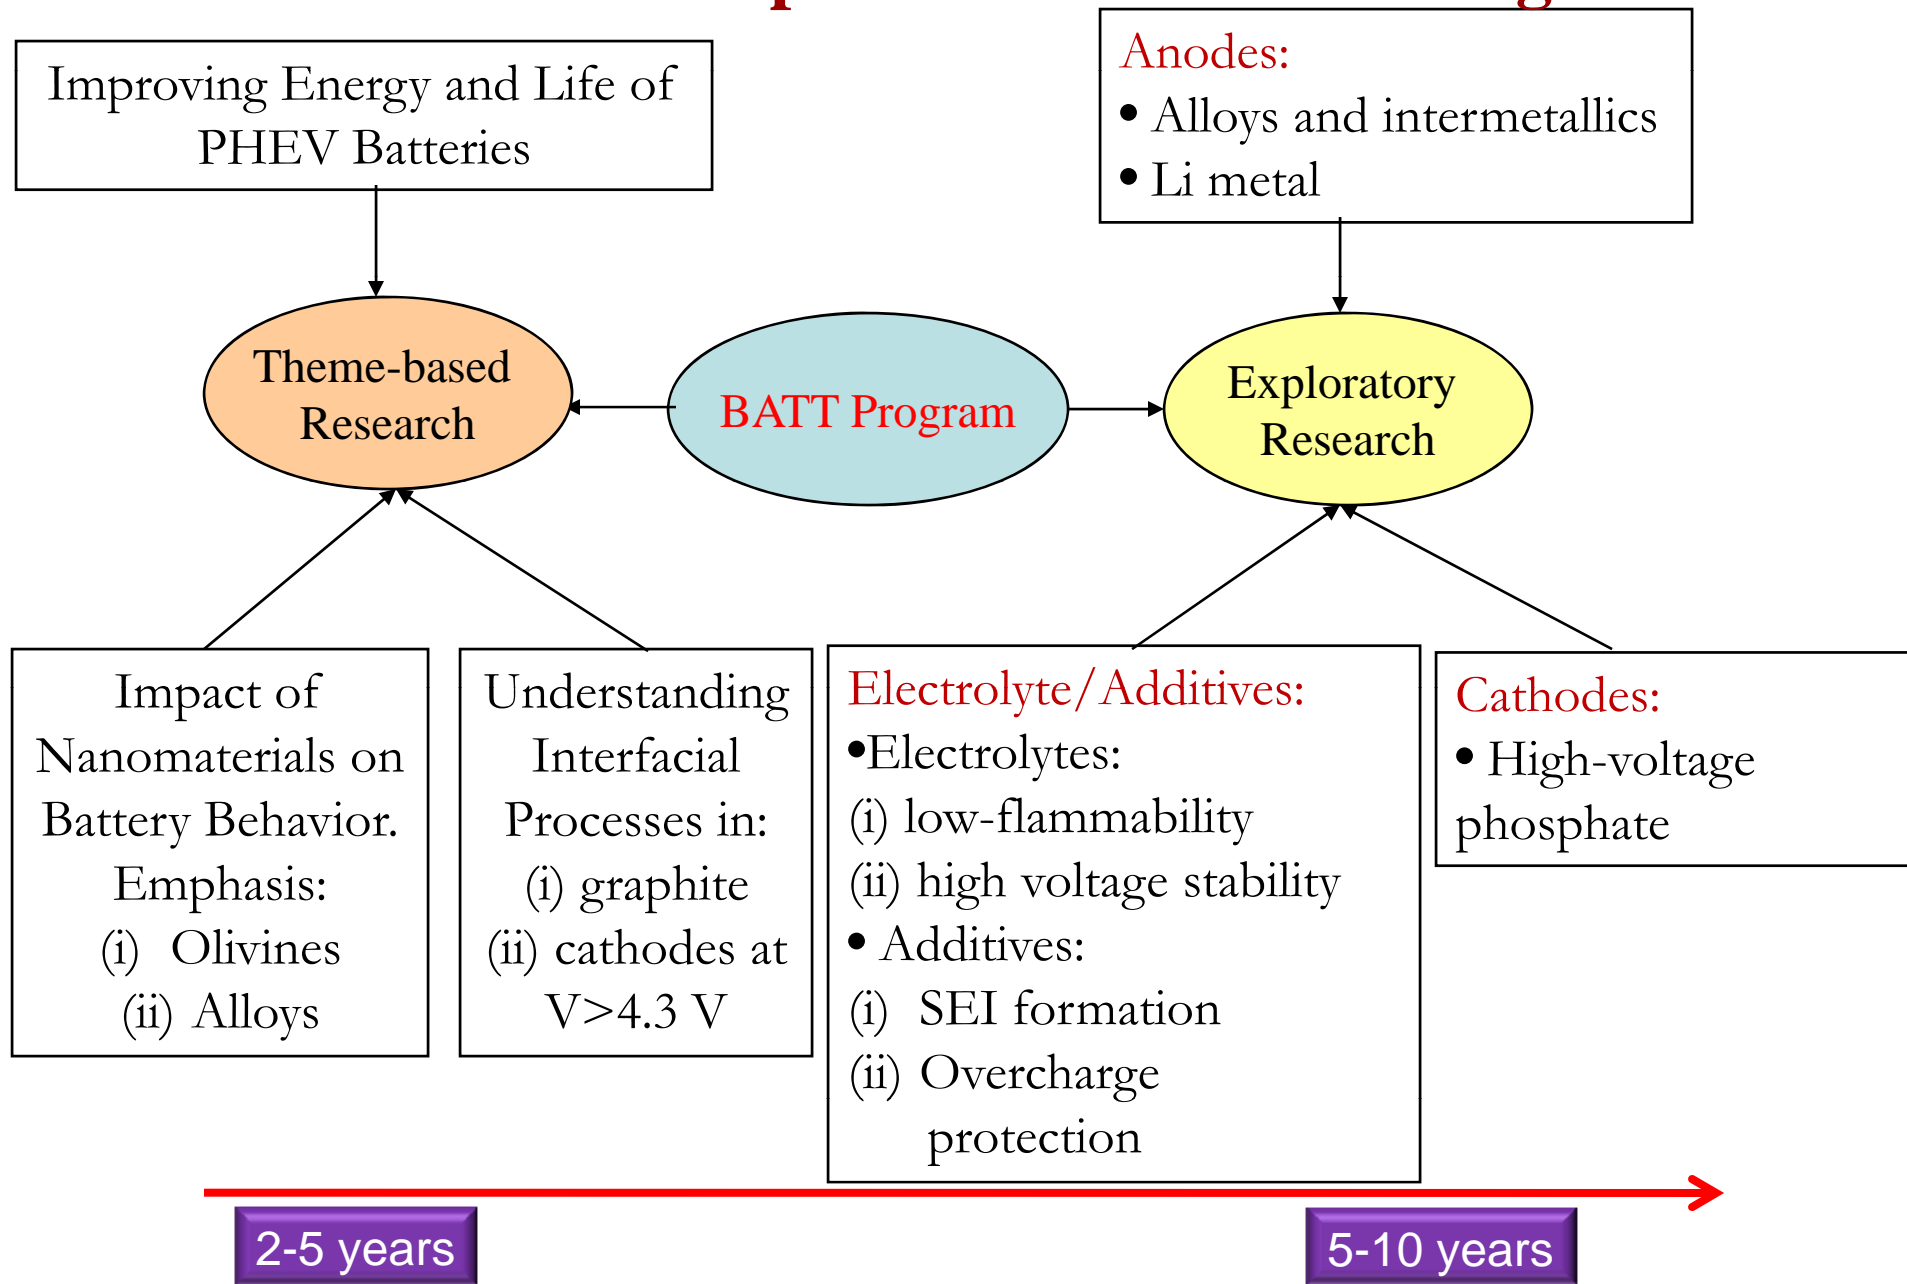 Improving Energy and Life of
PHEV Batteries
Anodes:
• Alloys and intermetallics
• Li metal
Theme-based
Research
BATT Program
Exploratory
Research
Impact of
Nanomaterials on
Battery Behavior.
Emphasis:
(i) Olivines
(ii) Alloys
Understanding
Interfacial
Processes in:
(i) graphite
(ii) cathodes at
V>4.3 V
Electrolyte/Additives:
•Electrolytes:
(i) low-flammability
(ii) high voltage stability
• Additives:
(i) SEI formation
(ii) Overcharge
protection
Cathodes:
• High-voltage
phosphate
2-5 years
5-10 years